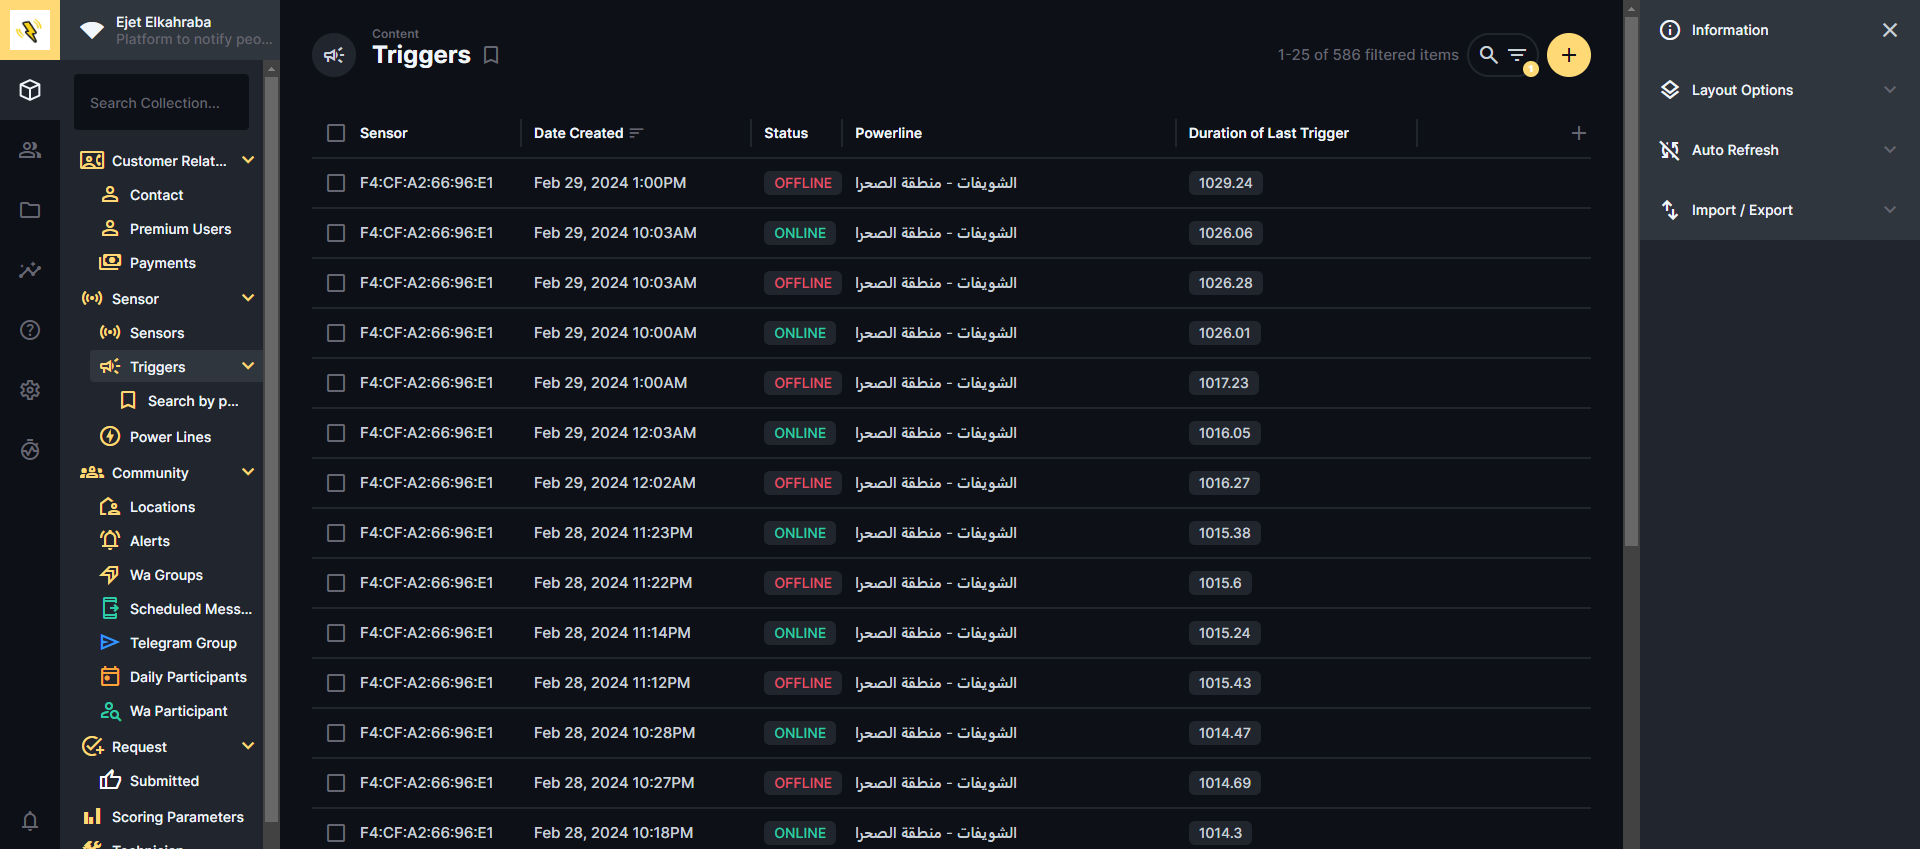 Ejet Elkahraba
Platform to notify peo...
Search Collection...
Customer Relat...
Contact
Premium Users
Payments
Sensor
Sensors
Triggers
Search by p...
Power Lines
Community
Locations
Alerts
Wa Groups
Scheduled Mess...
Telegram Group
Daily Participants
Wa Participant
Request
Submitted
Scoring Parameters
Content
Triggers
1-25 of 586 filtered items
1
Sensor Date Created Status Powerline Duration of Last Trigger
F4:CF:A2:66:96:E1 Feb 29, 2024 1:00PM OFFLINE الشويفات - منطقة الصحرا 1029.24
F4:CF:A2:66:96:E1 Feb 29, 2024 10:03AM ONLINE الشويفات - منطقة الصحرا 1026.06
F4:CF:A2:66:96:E1 Feb 29, 2024 10:03AM OFFLINE الشويفات - منطقة الصحرا 1026.28
F4:CF:A2:66:96:E1 Feb 29, 2024 10:00AM ONLINE الشويفات - منطقة الصحرا 1026.01
F4:CF:A2:66:96:E1 Feb 29, 2024 1:00AM OFFLINE الشويفات - منطقة الصحرا 1017.23
F4:CF:A2:66:96:E1 Feb 29, 2024 12:03AM ONLINE الشويفات - منطقة الصحرا 1016.05
F4:CF:A2:66:96:E1 Feb 29, 2024 12:02AM OFFLINE الشويفات - منطقة الصحرا 1016.27
F4:CF:A2:66:96:E1 Feb 28, 2024 11:23PM ONLINE الشويفات - منطقة الصحرا 1015.38
F4:CF:A2:66:96:E1 Feb 28, 2024 11:22PM OFFLINE الشويفات - منطقة الصحرا 1015.6
F4:CF:A2:66:96:E1 Feb 28, 2024 11:14PM ONLINE الشويفات - منطقة الصحرا 1015.24
F4:CF:A2:66:96:E1 Feb 28, 2024 11:12PM OFFLINE الشويفات - منطقة الصحرا 1015.43
F4:CF:A2:66:96:E1 Feb 28, 2024 10:28PM ONLINE الشويفات - منطقة الصحرا 1014.47
F4:CF:A2:66:96:E1 Feb 28, 2024 10:27PM OFFLINE الشويفات - منطقة الصحرا 1014.69
F4:CF:A2:66:96:E1 Feb 28, 2024 10:18PM ONLINE الشويفات - منطقة الصحرا 1014.3
Information
Layout Options
Auto Refresh
Import / Export